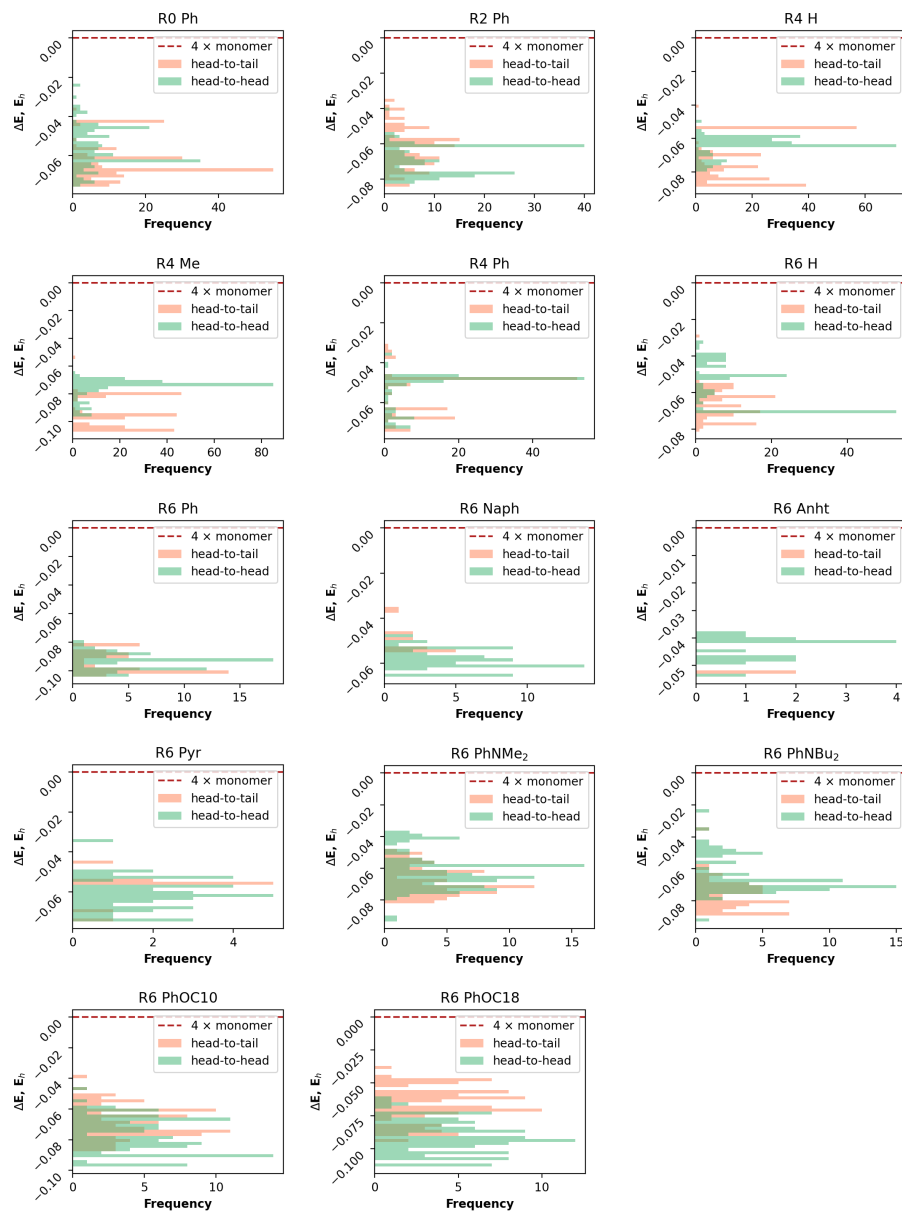 R0 Ph
0.00
−0.02
−0.04
−0.06
ΔE, E_h
4 × monomer
head-to-tail
head-to-head
0 20 40
Frequency
R2 Ph
0.00
−0.02
−0.04
−0.06
−0.08
ΔE, E_h
4 × monomer
head-to-tail
head-to-head
0 10 20 30 40
Frequency
R4 H
0.00
−0.02
−0.04
−0.06
−0.08
ΔE, E_h
4 × monomer
head-to-tail
head-to-head
0 20 40 60
Frequency
R4 Me
0.00
−0.02
−0.04
−0.06
−0.08
−0.10
ΔE, E_h
4 × monomer
head-to-tail
head-to-head
0 20 40 60 80
Frequency
R4 Ph
0.00
−0.02
−0.04
−0.06
ΔE, E_h
4 × monomer
head-to-tail
head-to-head
0 20 40
Frequency
R6 H
0.00
−0.02
−0.04
−0.06
−0.08
ΔE, E_h
4 × monomer
head-to-tail
head-to-head
0 20 40
Frequency
R6 Ph
0.00
−0.02
−0.04
−0.06
−0.08
−0.10
ΔE, E_h
4 × monomer
head-to-tail
head-to-head
0 5 10 15
Frequency
R6 Naph
0.00
−0.02
−0.04
−0.06
ΔE, E_h
4 × monomer
head-to-tail
head-to-head
0 5 10
Frequency
R6 Anht
0.00
−0.01
−0.02
−0.03
−0.04
−0.05
ΔE, E_h
4 × monomer
head-to-tail
head-to-head
0 1 2 3 4
Frequency
R6 Pyr
0.00
−0.02
−0.04
−0.06
ΔE, E_h
4 × monomer
head-to-tail
head-to-head
0 2 4
Frequency
R6 PhNMe₂
0.00
−0.02
−0.04
−0.06
−0.08
ΔE, E_h
4 × monomer
head-to-tail
head-to-head
0 5 10 15
Frequency
R6 PhNBu₂
0.00
−0.02
−0.04
−0.06
−0.08
ΔE, E_h
4 × monomer
head-to-tail
head-to-head
0 5 10 15
Frequency
R6 PhOC10
0.00
−0.02
−0.04
−0.06
−0.08
−0.10
ΔE, E_h
4 × monomer
head-to-tail
head-to-head
0 5 10
Frequency
R6 PhOC18
0.000
−0.025
−0.050
−0.075
−0.100
ΔE, E_h
4 × monomer
head-to-tail
head-to-head
0 5 10
Frequency